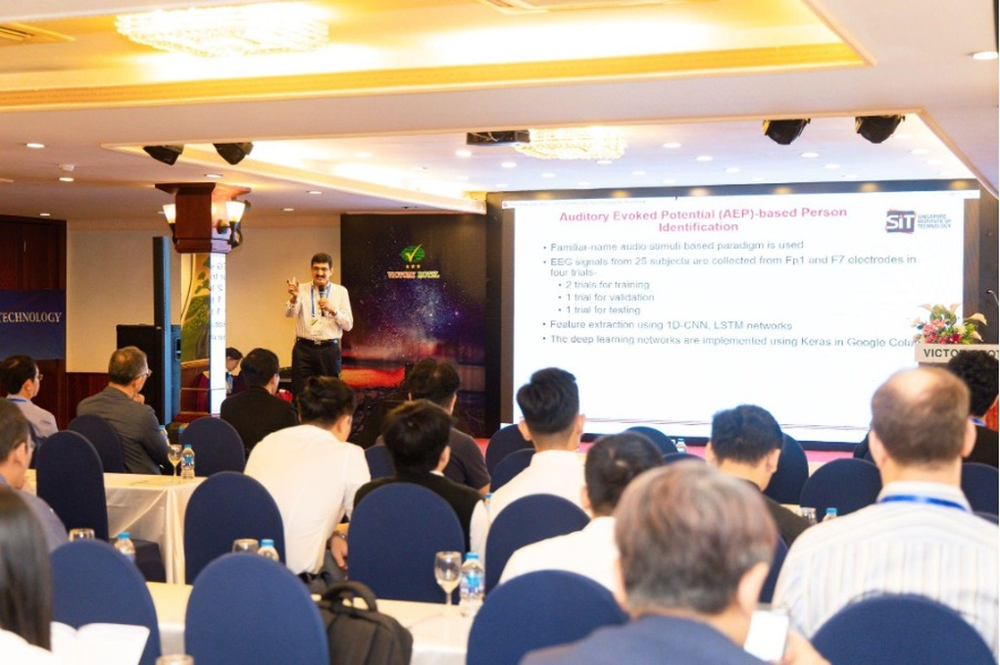 Auditory Evoked Potential (AEP)-based Person
Identification
SiT
SINGAPORE
INSTITUTE OF
TECHNOLOGY
• Familiar-name audio stimuli-based paradigm is used
• EEG signals from 25 subjects are collected from Fp1 and F7 electrodes in
four trials-
• 2 trials for training
• 1 trial for validation
• 1 trial for testing
• Feature extraction using 1D-CNN, LSTM networks
• The deep learning networks are implemented using Keras in Google Cola
VICTORY HOTEL
TECHNOLOGY
VICTO